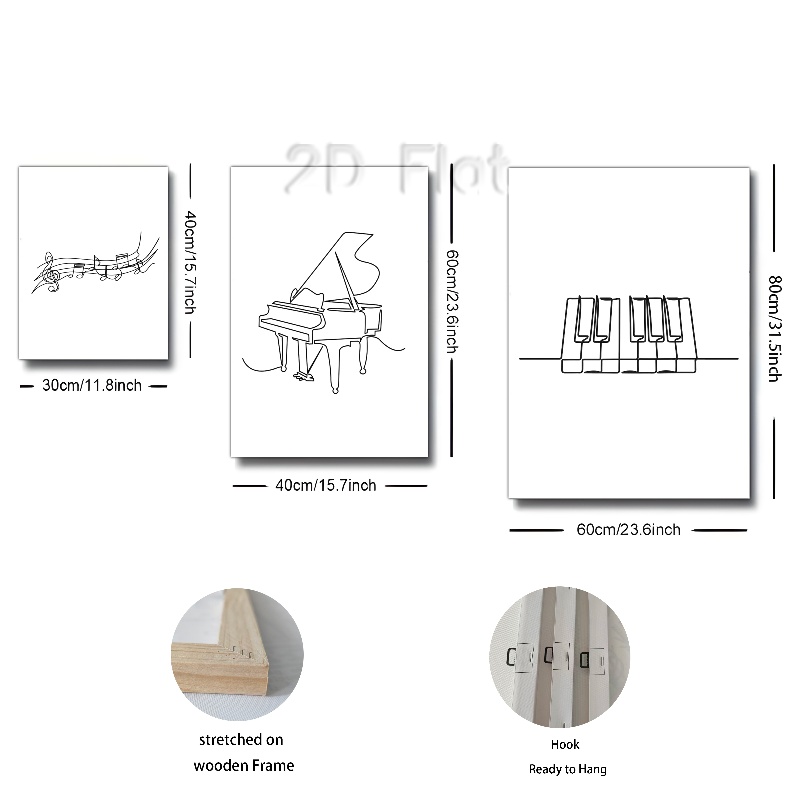 2D Flat
40cm/15.7inch
30cm/11.8inch
60cm/23.6inch
40cm/15.7inch
80cm/31.5inch
60cm/23.6inch
stretched on
wooden Frame
Hook
Ready to Hang